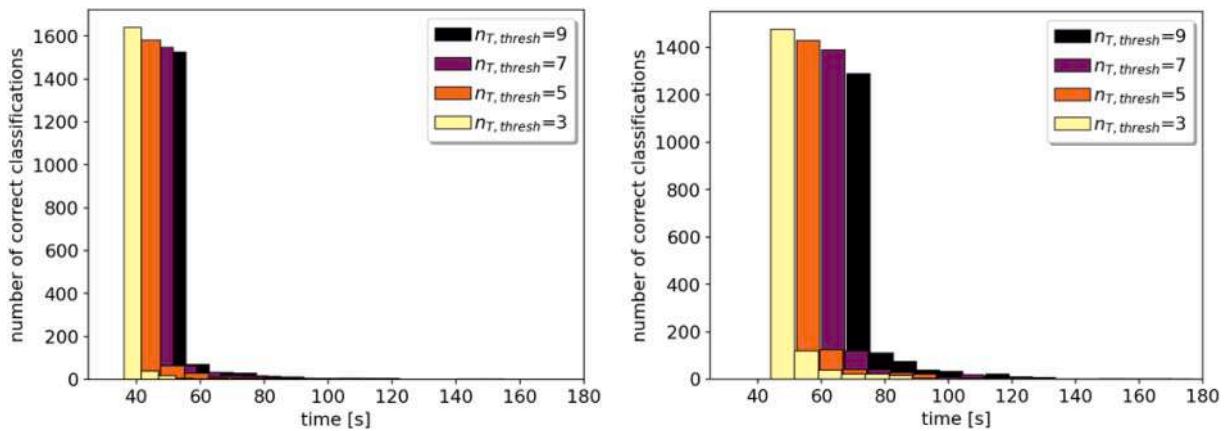 number of correct classifications
1600
1400
1200
1000
800
600
400
200
0
40 60 80 100 120 140 160 180
time [s]
n_{T, thresh}=9
n_{T, thresh}=7
n_{T, thresh}=5
n_{T, thresh}=3
number of correct classifications
1400
1200
1000
800
600
400
200
0
40 60 80 100 120 140 160 180
time [s]
n_{T, thresh}=9
n_{T, thresh}=7
n_{T, thresh}=5
n_{T, thresh}=3